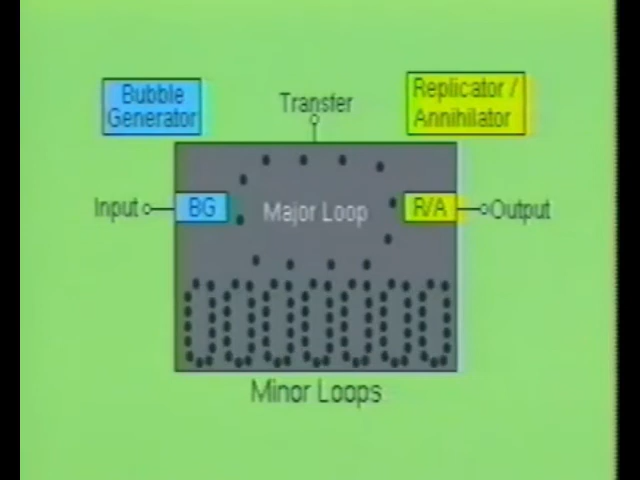 Bubble
Generator
Transfer
Replicator /
Annihilator
Input
BG
Major Loop
R/A
Output
Minor Loops